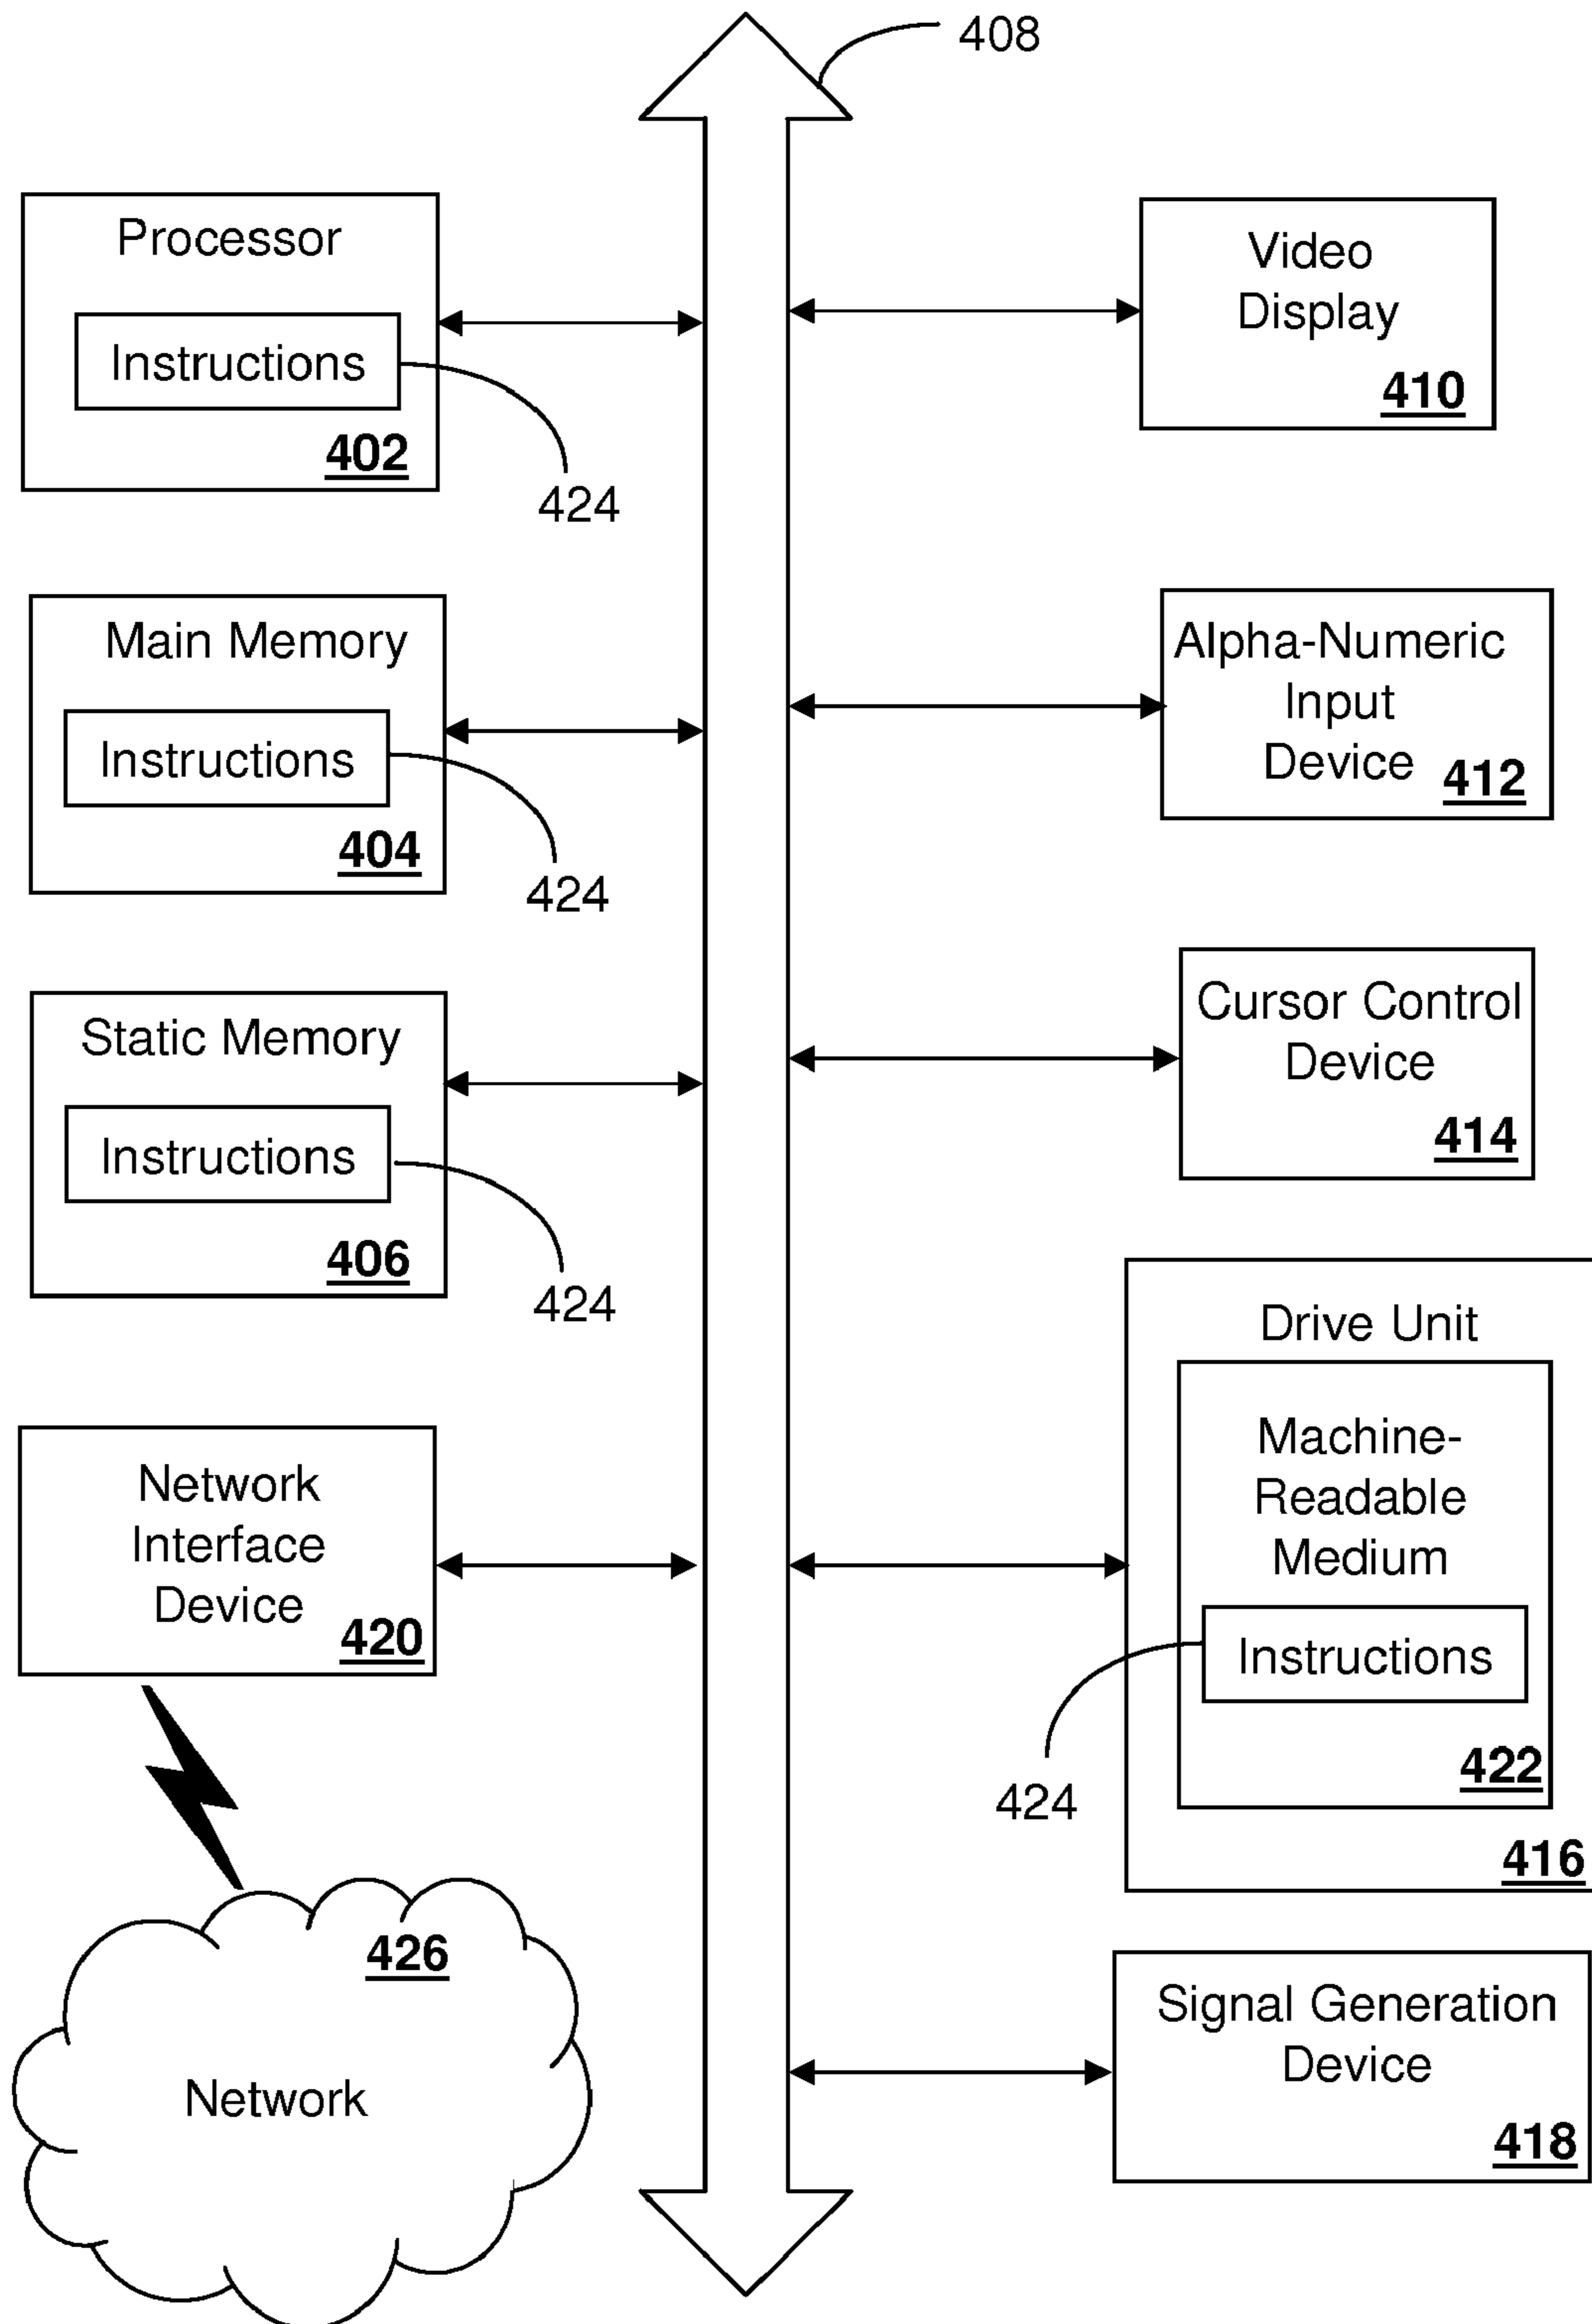 408
Processor
Instructions
402
424
Main Memory
Instructions
404
424
Static Memory
Instructions
406
424
Network
Interface
Device
420
426
Network
Video
Display
410
Alpha-Numeric
Input
Device
412
Cursor Control
Device
414
Drive Unit
Machine-
Readable
Medium
Instructions
422
424
416
Signal Generation
Device
418